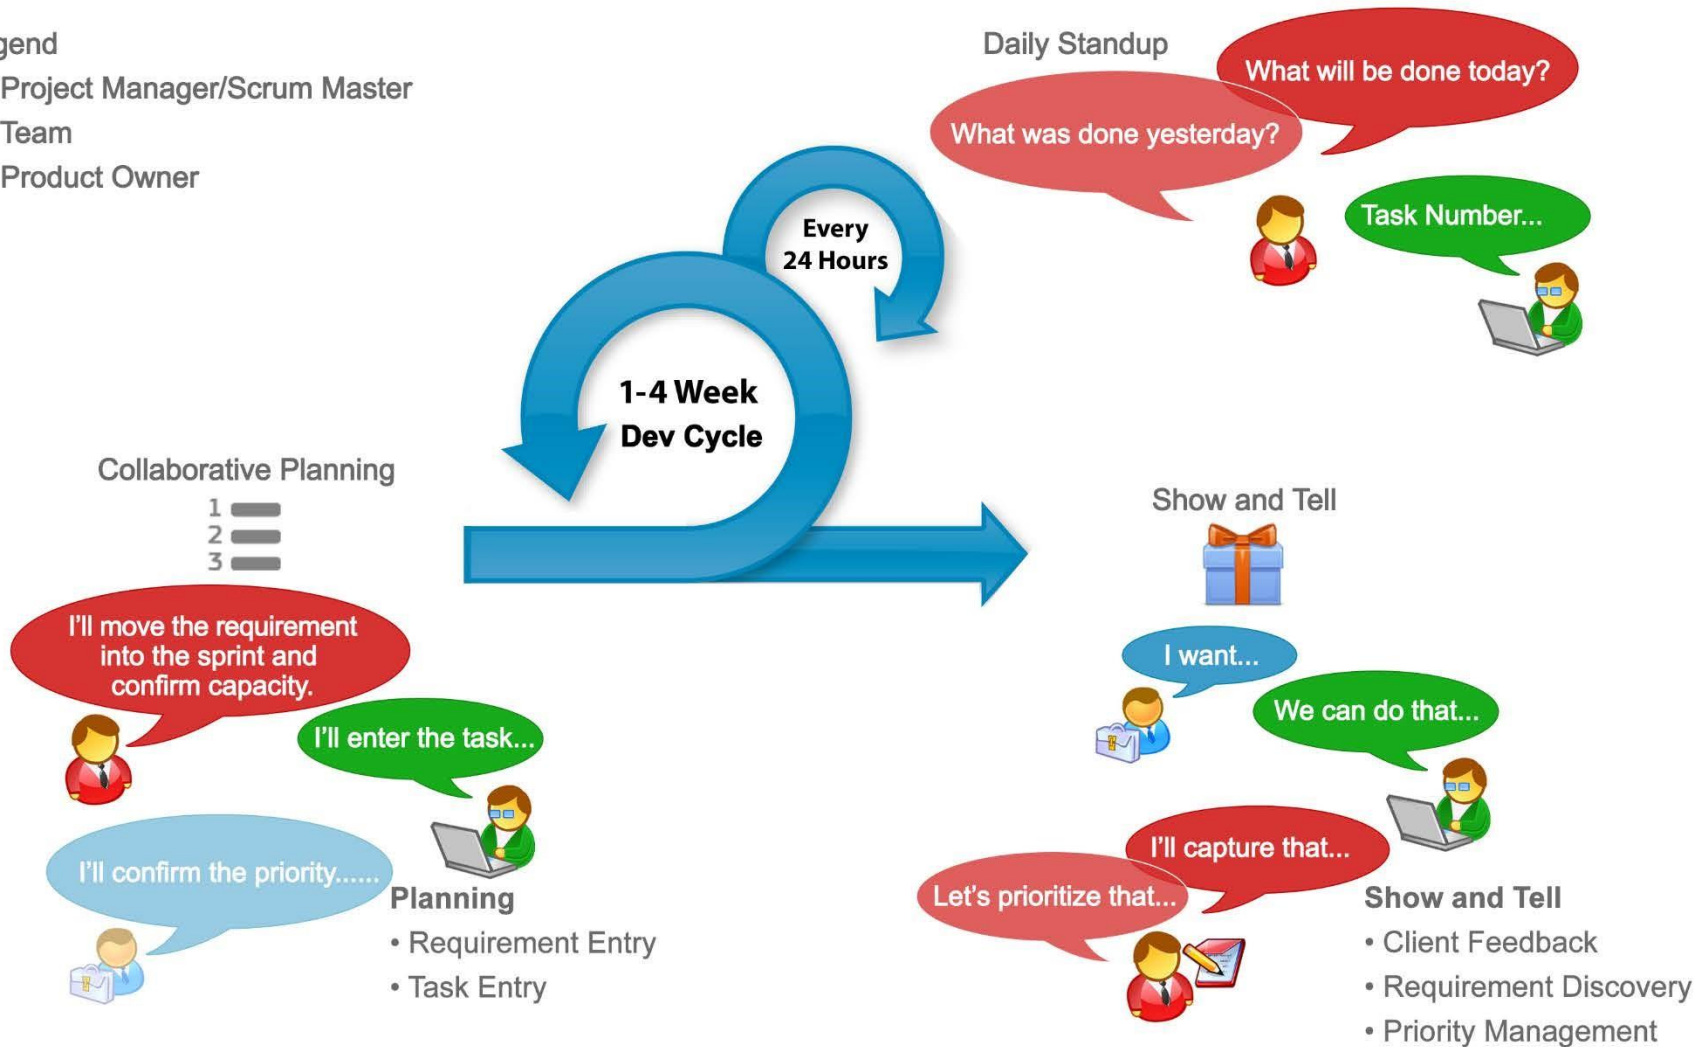 gend
Project Manager/Scrum Master
Team
Product Owner
Daily Standup
What will be done today?
What was done yesterday?
Task Number...
Every
24 Hours
1-4 Week
Dev Cycle
Collaborative Planning
1
2
3
I'll move the requirement
into the sprint and
confirm capacity.
I'll enter the task...
I'll confirm the priority......
Planning
• Requirement Entry
• Task Entry
Show and Tell
I want...
We can do that...
I'll capture that...
Let's prioritize that...
Show and Tell
• Client Feedback
• Requirement Discovery
• Priority Management